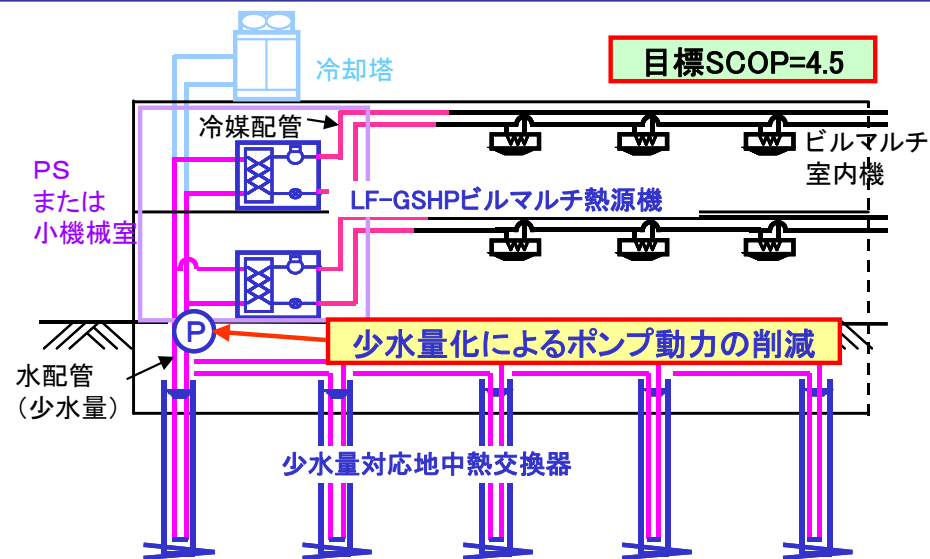 目標SCOP=4.5
冷却塔
冷媒配管
ビルマルチ
室内機
PS
または
小機械室
LF-GSHPビルマルチ熱源機
P
少水量化によるポンプ動力の削減
水配管
（少水量）
少水量対応地中熱交換器